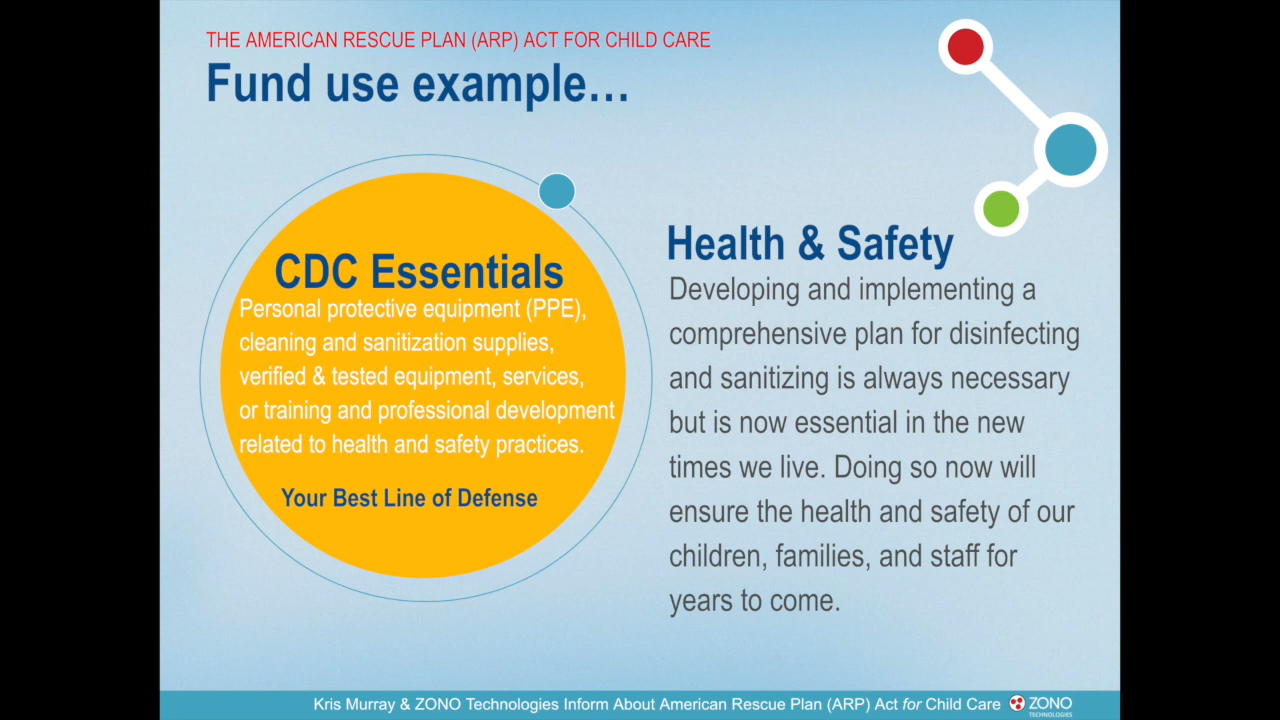 THE AMERICAN RESCUE PLAN (ARP) ACT FOR CHILD CARE
Fund use example…
CDC Essentials
Personal protective equipment (PPE),
cleaning and sanitization supplies,
verified & tested equipment, services,
or training and professional development
related to health and safety practices.
Your Best Line of Defense
Health & Safety
Developing and implementing a
comprehensive plan for disinfecting
and sanitizing is always necessary
but is now essential in the new
times we live. Doing so now will
ensure the health and safety of our
children, families, and staff for
years to come.
Kris Murray & ZONO Technologies Inform About American Rescue Plan (ARP) Act for Child Care
ZONO
TECHNOLOGIES